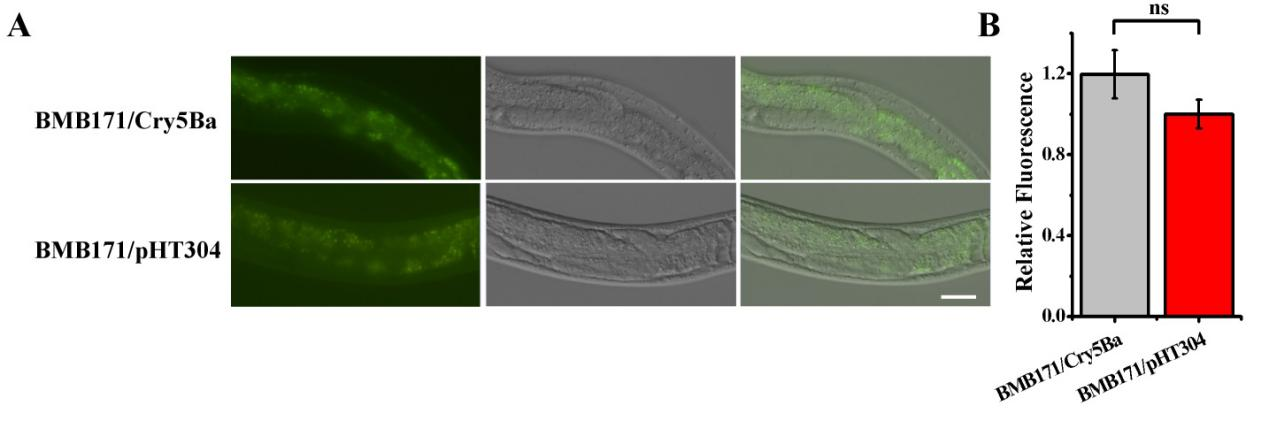 A
BMB171/Cry5Ba
BMB171/pHT304
B
ns
Relative Fluorescence
1.2
0.8
0.4
0.0
BMB171/Cry5Ba
BMB171/pHT304